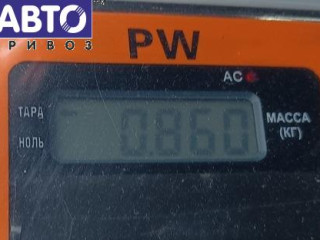 АВТО
РИВОЗ
PW
AC
ТАРА
0.860
МАССА
(КГ)
НОЛЬ